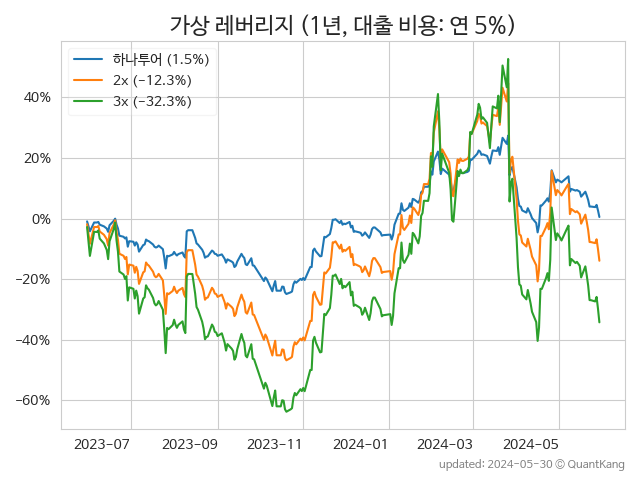 가상 레버리지 (1년, 대출 비용: 연 5%)
하나투어 (1.5%)
2x (−12.3%)
3x (−32.3%)
40%
20%
0%
−20%
−40%
−60%
2023-07
2023-09
2023-11
2024-01
2024-03
2024-05
updated: 2024-05-30 © QuantKang